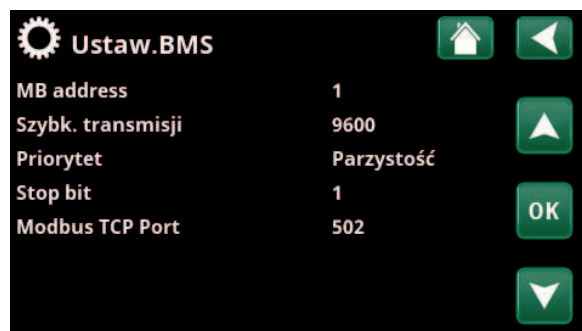 Ustaw.BMS
MB address 1
Szybk. transmisji 9600
Priorytet Parzystość
Stop bit 1
OK
Modbus TCP Port 502